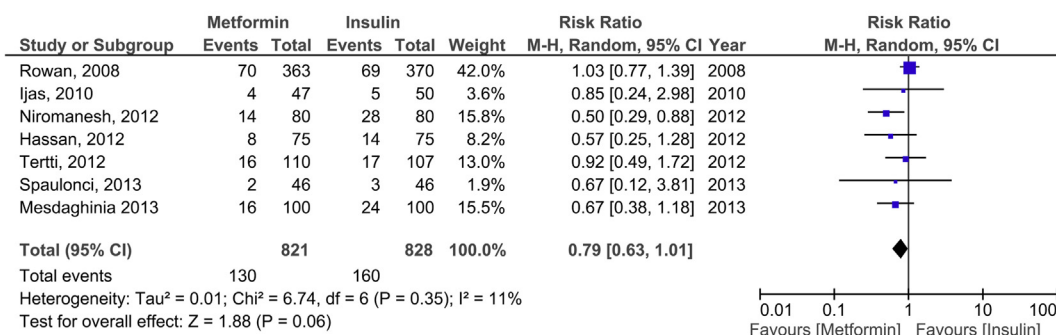 Metformin Insulin Risk Ratio Risk Ratio
Study or Subgroup Events Total Events Total Weight M-H, Random, 95% CI Year M-H, Random, 95% CI
Rowan, 2008 70 363 69 370 42.0% 1.03 [0.77, 1.39] 2008
Ijas, 2010 4 47 5 50 3.6% 0.85 [0.24, 2.98] 2010
Niromanesh, 2012 14 80 28 80 15.8% 0.50 [0.29, 0.88] 2012
Hassan, 2012 8 75 14 75 8.2% 0.57 [0.25, 1.28] 2012
Tertti, 2012 16 110 17 107 13.0% 0.92 [0.49, 1.72] 2012
Spaulonci, 2013 2 46 3 46 1.9% 0.67 [0.12, 3.81] 2013
Mesdaghinia 2013 16 100 24 100 15.5% 0.67 [0.38, 1.18] 2013
Total (95% CI) 821 828 100.0% 0.79 [0.63, 1.01]
Total events 130 160
Heterogeneity: Tau² = 0.01; Chi² = 6.74, df = 6 (P = 0.35); I² = 11%
Test for overall effect: Z = 1.88 (P = 0.06)
0.01 0.1 1 10 100
Favours [Metformin] Favours [Insulin]